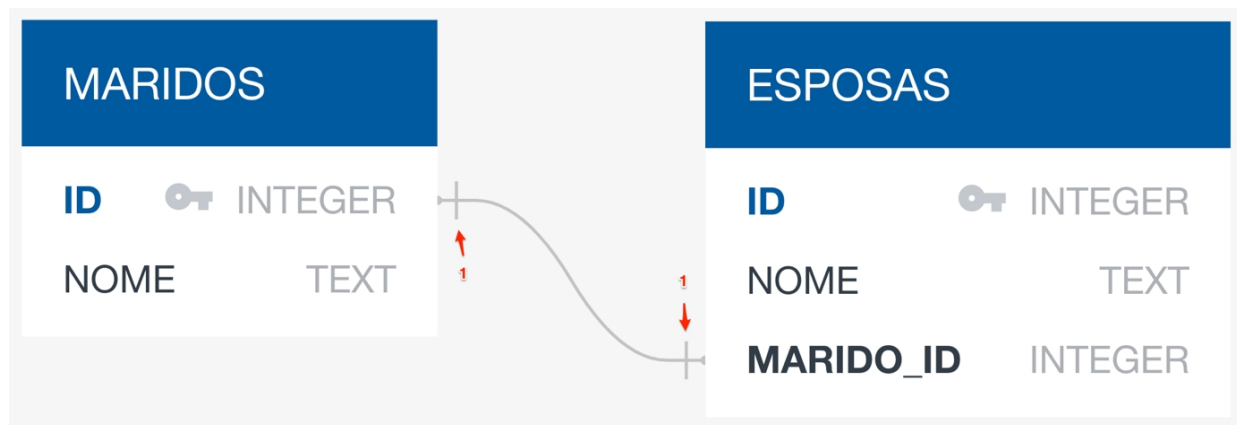 MARIDOS
ID INTEGER
NOME TEXT
1
1
ESPOSAS
ID INTEGER
NOME TEXT
MARIDO_ID INTEGER